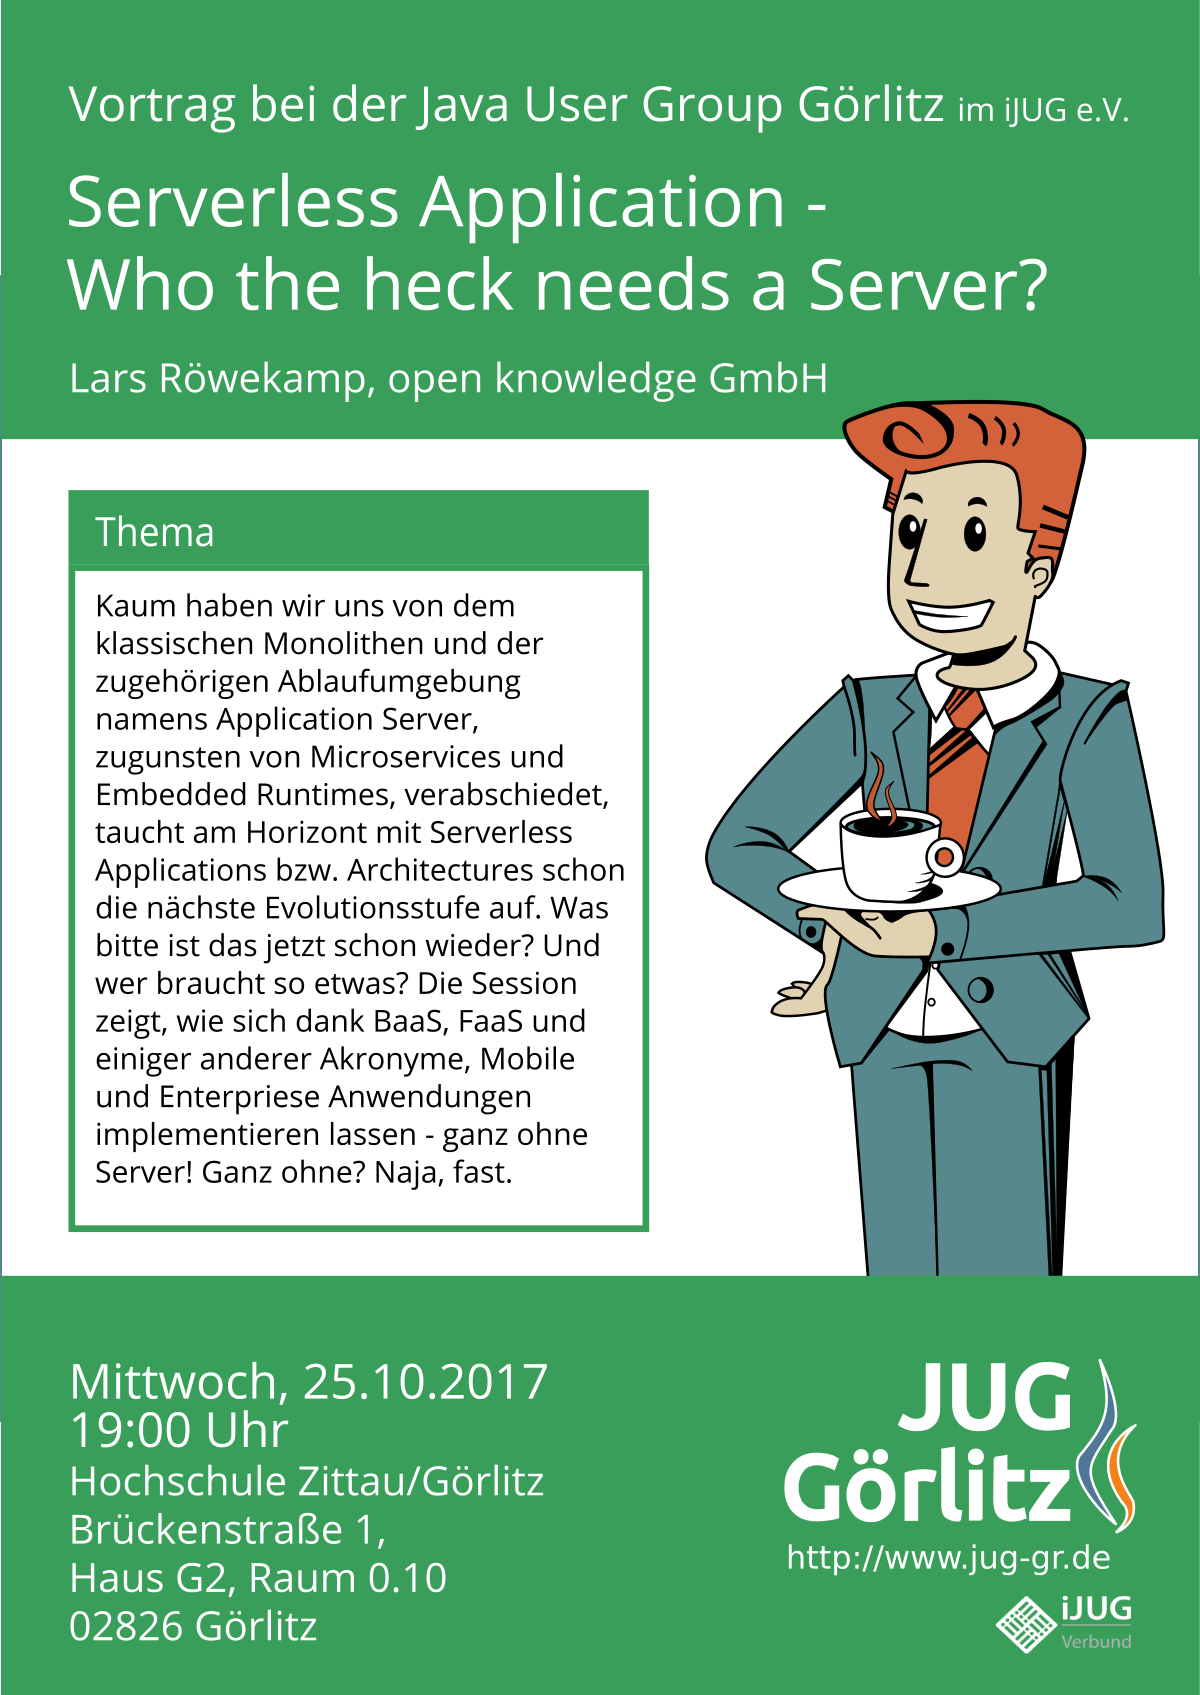 Vortrag bei der Java User Group Görlitz im iJUG e.V.
Serverless Application -
Who the heck needs a Server?
Lars Röwekamp, open knowledge GmbH
Thema
Kaum haben wir uns von dem
klassischen Monolithen und der
zugehörigen Ablaufumgebung
namens Application Server,
zugunsten von Microservices und
Embedded Runtimes, verabschiedet,
taucht am Horizont mit Serverless
Applications bzw. Architectures schon
die nächste Evolutionsstufe auf. Was
bitte ist das jetzt schon wieder? Und
wer braucht so etwas? Die Session
zeigt, wie sich dank BaaS, FaaS und
einiger anderer Akronyme, Mobile
und Enterpriese Anwendungen
implementieren lassen - ganz ohne
Server! Ganz ohne? Naja, fast.
Mittwoch, 25.10.2017
19:00 Uhr
Hochschule Zittau/Görlitz
Brückenstraße 1,
Haus G2, Raum 0.10
02826 Görlitz
JUG
Görlitz
http://www.jug-gr.de
iJUG
Verbund